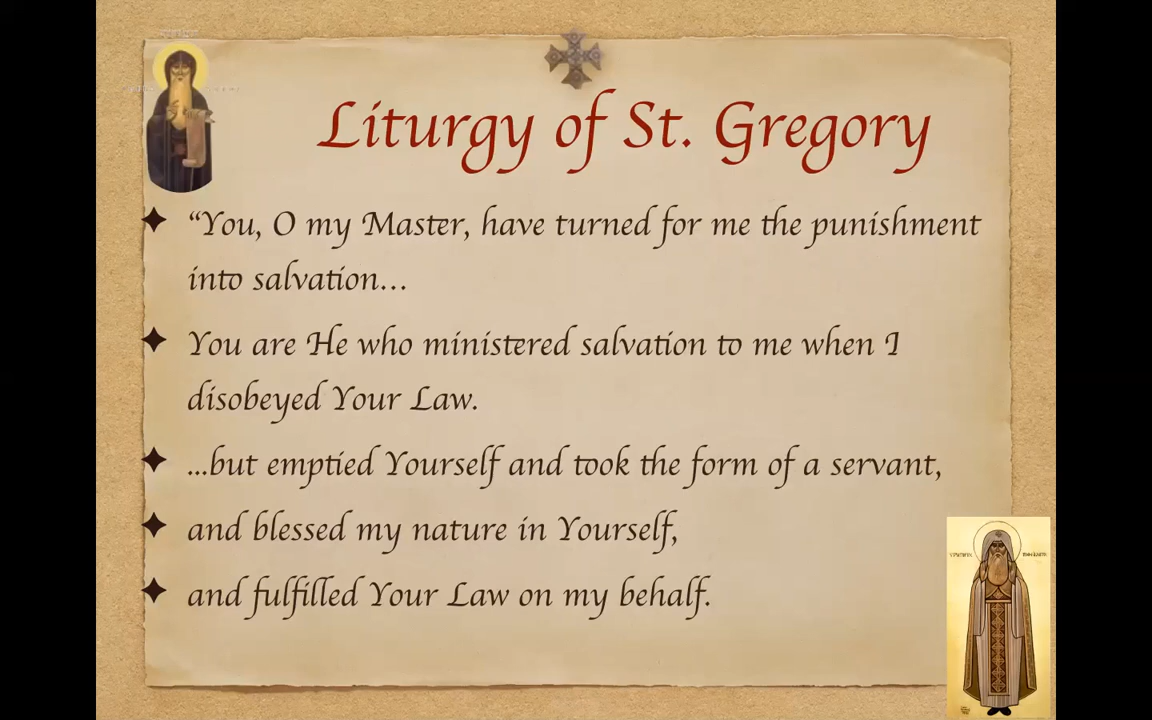 Liturgy of St. Gregory
“You, O my Master, have turned for me the punishment
into salvation...
You are He who ministered salvation to me when I
disobeyed Your Law.
...but emptied Yourself and took the form of a servant,
and blessed my nature in Yourself,
and fulfilled Your Law on my behalf.